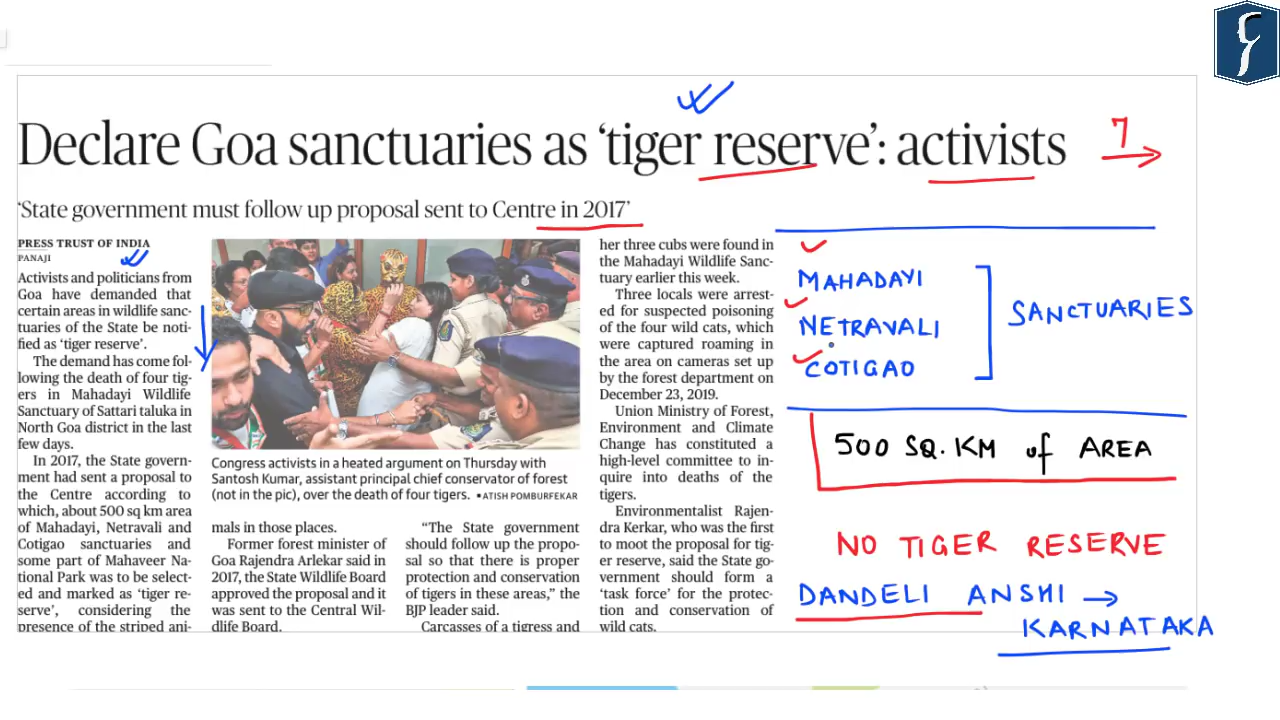 Declare Goa sanctuaries as ‘tiger reserve’: activists
7
‘State government must follow up proposal sent to Centre in 2017’
PRESS TRUST OF INDIA
PANAJI
Activists and politicians from
Goa have demanded that
certain areas in wildlife sanc-
tuaries of the State be noti-
fied as ‘tiger reserve’.
The demand has come fol-
lowing the death of four tig-
ers in Mahadayi Wildlife
Sanctuary of Sattari taluka in
North Goa district in the last
few days.
In 2017, the State govern-
ment had sent a proposal to
the Centre according to
which, about 500 sq km area
of Mahadayi, Netravali and
Cotigao sanctuaries and
some part of Mahaveer Na-
tional Park was to be select-
ed and marked as ‘tiger re-
serve’, considering the
presence of the striped ani-
Congress activists in a heated argument on Thursday with
Santosh Kumar, assistant principal chief conservator of forest
(not in the pic), over the death of four tigers. •ATISH POMBURFEKAR
mals in those places.
Former forest minister of
Goa Rajendra Arlekar said in
2017, the State Wildlife Board
approved the proposal and it
was sent to the Central Wil-
dlife Board.
“The State government
should follow up the propo-
sal so that there is proper
protection and conservation
of tigers in these areas,” the
BJP leader said.
Carcasses of a tigress and
her three cubs were found in
the Mahadayi Wildlife Sanc-
tuary earlier this week.
Three locals were arrest-
ed for suspected poisoning
of the four wild cats, which
were captured roaming in
the area on cameras set up
by the forest department on
December 23, 2019.
Union Ministry of Forest,
Environment and Climate
Change has constituted a
high-level committee to in-
quire into deaths of the
tigers.
Environmentalist Rajen-
dra Kerkar, who was the first
to moot the proposal for tig-
er reserve, said the State go-
vernment should form a
‘task force’ for the protec-
tion and conservation of
wild cats.
MAHADAYI
NETRAVALI
COTIGAO
SANCTUARIES
500 SQ. KM of AREA
NO TIGER RESERVE
DANDELI ANSHI →
KARNATAKA